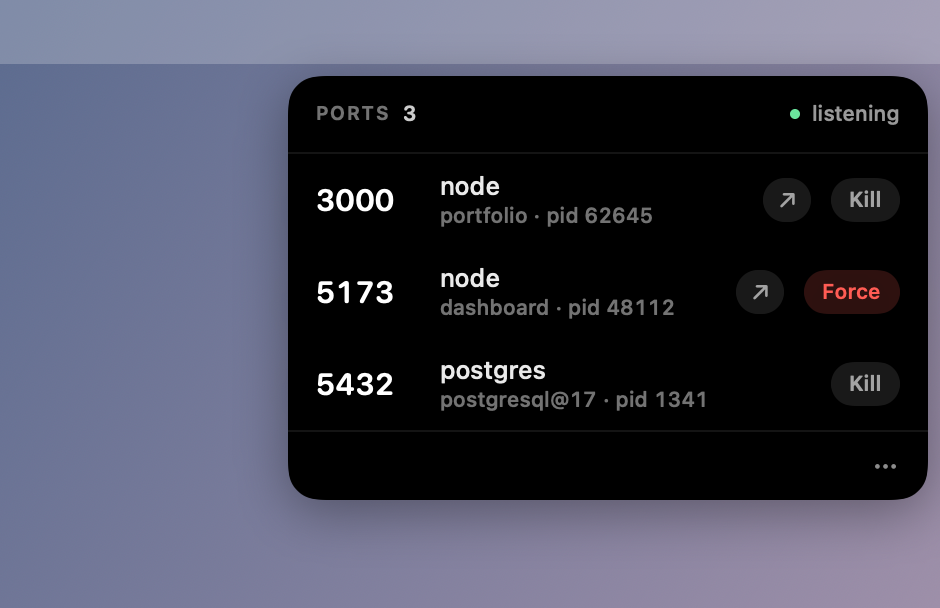 PORTS 3 listening
3000 node Kill
portfolio · pid 62645
5173 node Force
dashboard · pid 48112
5432 postgres Kill
postgresql@17 · pid 1341